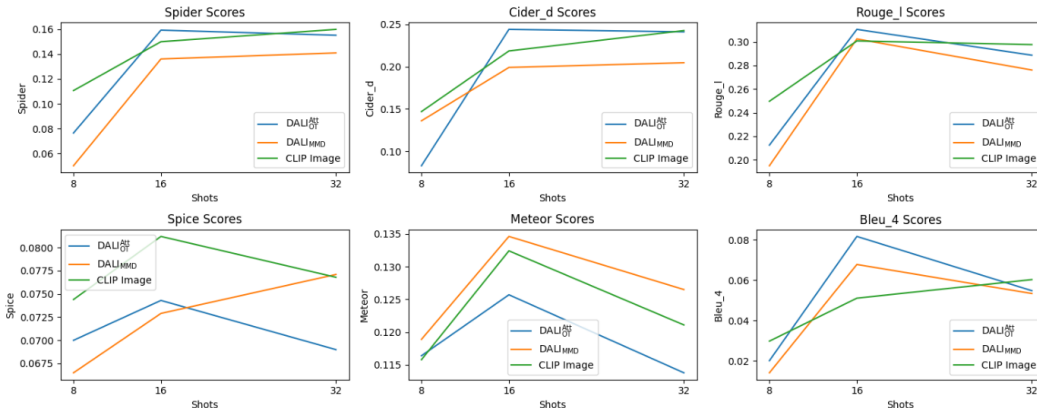 Spider Scores
Spider
0.16
0.14
0.12
0.10
0.08
0.06
DALI^Att_OT
DALI_MMD
CLIP Image
8
16
32
Shots
Cider_d Scores
Cider_d
0.25
0.20
0.15
0.10
DALI^Att_OT
DALI_MMD
CLIP Image
8
16
32
Shots
Rouge_l Scores
Rouge_l
0.30
0.28
0.26
0.24
0.22
0.20
DALI^Att_OT
DALI_MMD
CLIP Image
8
16
32
Shots
Spice Scores
Spice
0.0800
0.0775
0.0750
0.0725
0.0700
0.0675
DALI^Att_OT
DALI_MMD
CLIP Image
8
16
32
Shots
Meteor Scores
Meteor
0.135
0.130
0.125
0.120
0.115
DALI^Att_OT
DALI_MMD
CLIP Image
8
16
32
Shots
Bleu_4 Scores
Bleu_4
0.08
0.06
0.04
0.02
DALI^Att_OT
DALI_MMD
CLIP Image
8
16
32
Shots